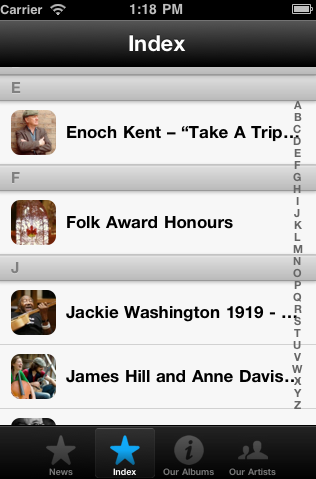 Carrier 1:18 PM
Index
E
Enoch Kent – “Take A Trip...
F
Folk Award Honours
J
Jackie Washington 1919 - ...
James Hill and Anne Davis...
A
B
C
D
E
F
G
H
I
J
K
L
M
N
O
P
Q
R
S
T
U
V
W
X
Y
Z
News Index Our Albums Our Artists